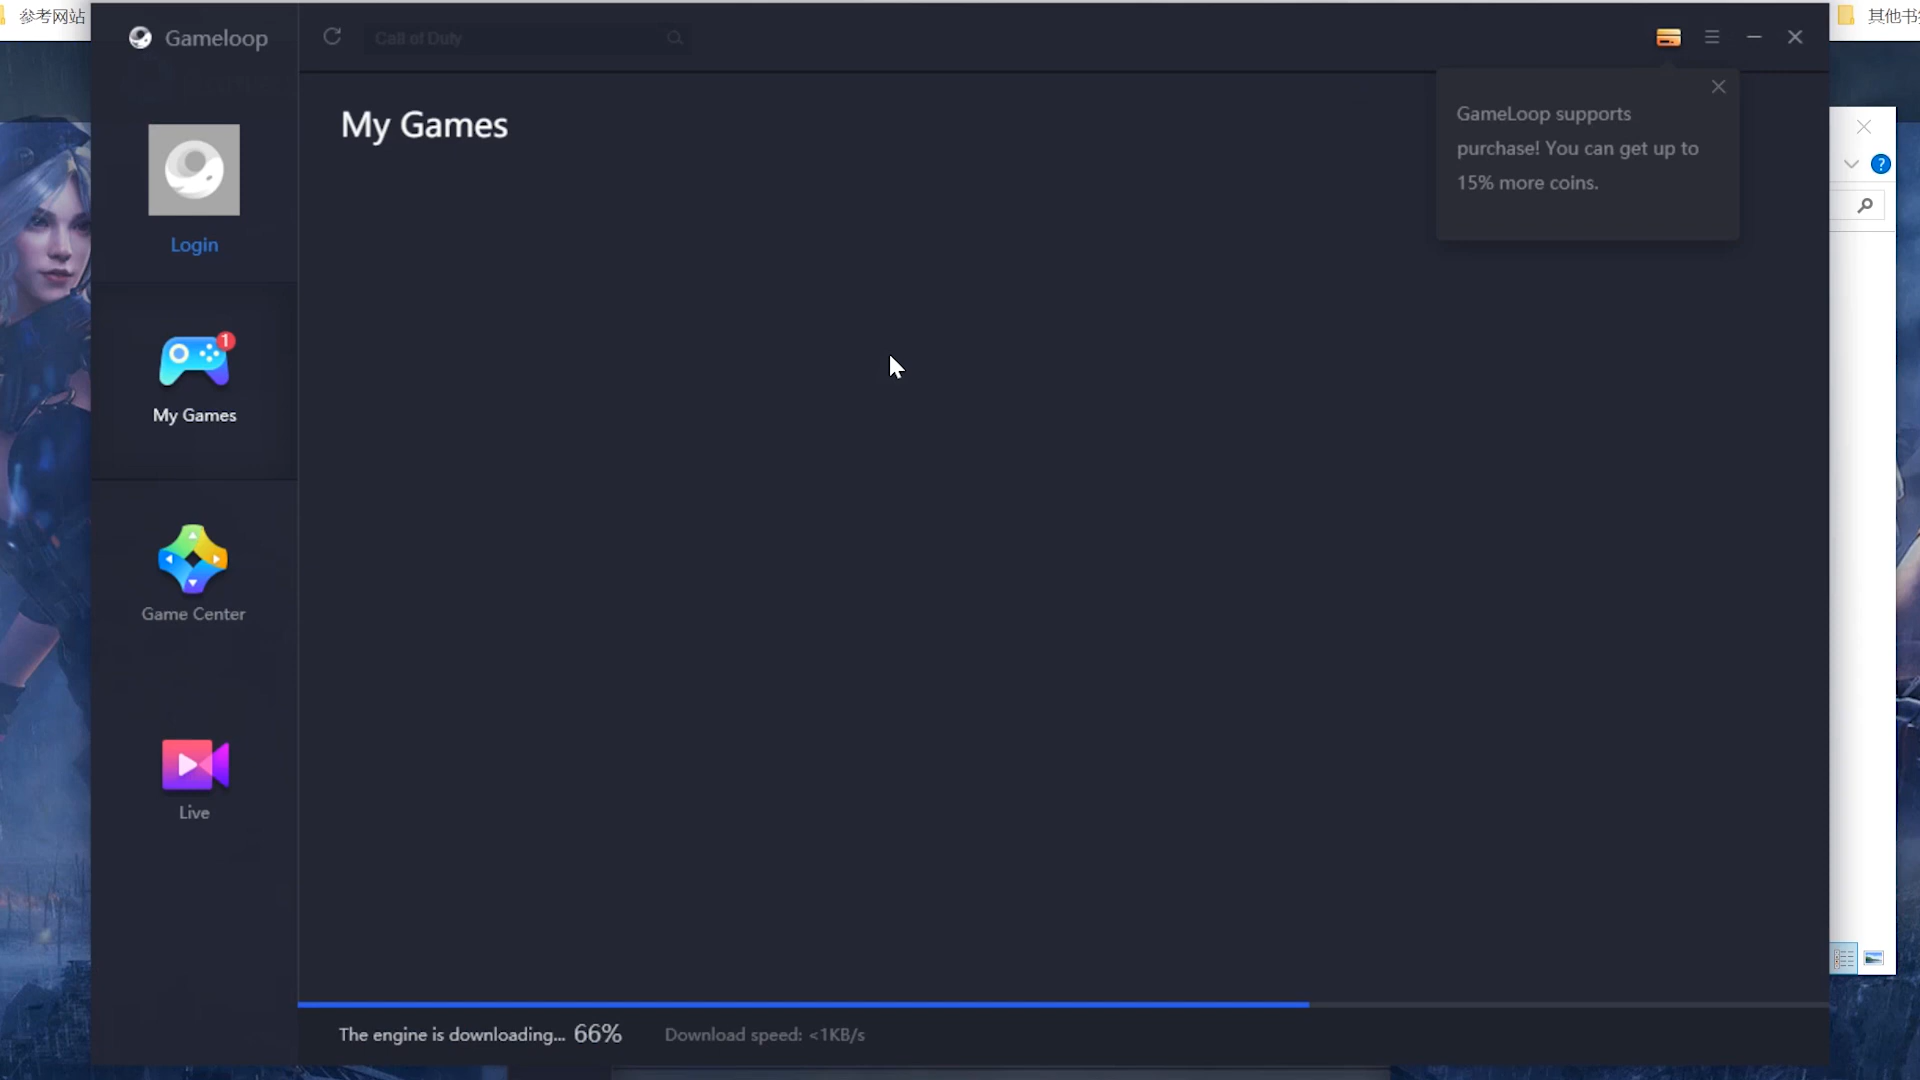 参考网站
Gameloop
Call of Duty
Login
1
My Games
Game Center
Live
My Games
GameLoop supports
purchase! You can get up to
15% more coins.
The engine is downloading... 66%
Download speed: <1KB/s
其他书
?